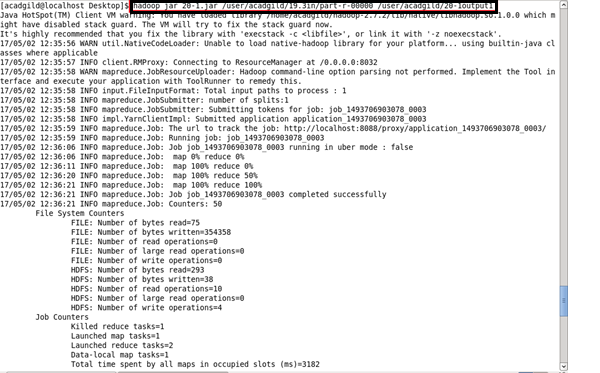 [acadgild@localhost Desktop]$ hadoop jar 20-1.jar /user/acadgild/19.3in/part-r-00000 /user/acadgild/20-1output1
Java HotSpot(TM) Client VM warning: You have loaded library /home/acadgild/hadoop-2.7.2/lib/native/libhadoop.so.1.0.0 which m
ight have disabled stack guard. The VM will try to fix the stack guard now.
It's highly recommended that you fix the library with 'execstack -c <libfile>', or link it with '-z noexecstack'.
17/05/02 12:35:56 WARN util.NativeCodeLoader: Unable to load native-hadoop library for your platform... using builtin-java cl
asses where applicable
17/05/02 12:35:57 INFO client.RMProxy: Connecting to ResourceManager at /0.0.0.0:8032
17/05/02 12:35:58 WARN mapreduce.JobResourceUploader: Hadoop command-line option parsing not performed. Implement the Tool in
terface and execute your application with ToolRunner to remedy this.
17/05/02 12:35:58 INFO input.FileInputFormat: Total input paths to process : 1
17/05/02 12:35:58 INFO mapreduce.JobSubmitter: number of splits:1
17/05/02 12:35:58 INFO mapreduce.JobSubmitter: Submitting tokens for job: job_1493706903078_0003
17/05/02 12:35:58 INFO impl.YarnClientImpl: Submitted application application_1493706903078_0003
17/05/02 12:35:59 INFO mapreduce.Job: The url to track the job: http://localhost:8088/proxy/application_1493706903078_0003/
17/05/02 12:35:59 INFO mapreduce.Job: Running job: job_1493706903078_0003
17/05/02 12:36:06 INFO mapreduce.Job: Job job_1493706903078_0003 running in uber mode : false
17/05/02 12:36:06 INFO mapreduce.Job:  map 0% reduce 0%
17/05/02 12:36:11 INFO mapreduce.Job:  map 100% reduce 0%
17/05/02 12:36:20 INFO mapreduce.Job:  map 100% reduce 50%
17/05/02 12:36:21 INFO mapreduce.Job:  map 100% reduce 100%
17/05/02 12:36:21 INFO mapreduce.Job: Job job_1493706903078_0003 completed successfully
17/05/02 12:36:21 INFO mapreduce.Job: Counters: 50
File System Counters
FILE: Number of bytes read=75
FILE: Number of bytes written=354358
FILE: Number of read operations=0
FILE: Number of large read operations=0
FILE: Number of write operations=0
HDFS: Number of bytes read=293
HDFS: Number of bytes written=38
HDFS: Number of read operations=10
HDFS: Number of large read operations=0
HDFS: Number of write operations=4
Job Counters
Killed reduce tasks=1
Launched map tasks=1
Launched reduce tasks=2
Data-local map tasks=1
Total time spent by all maps in occupied slots (ms)=3182